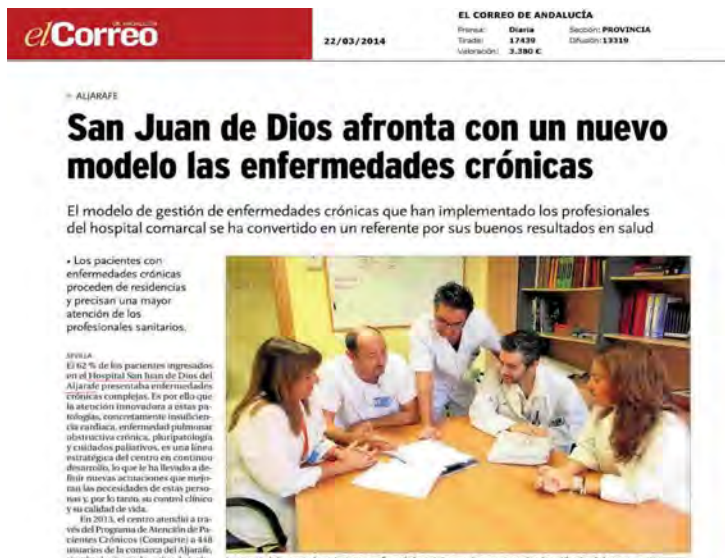 DE ANDALUCÍA
elCorreo
22/03/2014
EL CORREO DE ANDALUCÍA
Prensa: Diaria
Tirada: 17439
Valoración: 3.380 €
Sección: PROVINCIA
Difusión: 13319
ALJARAFE
San Juan de Dios afronta con un nuevo
modelo las enfermedades crónicas
El modelo de gestión de enfermedades crónicas que han implementado los profesionales
del hospital comarcal se ha convertido en un referente por sus buenos resultados en salud
• Los pacientes con
enfermedades crónicas
proceden de residencias
y precisan una mayor
atención de los
profesionales sanitarios.
SEVILLA
El 62 % de los pacientes ingresados
en el Hospital San Juan de Dios del
Aljarafe presentaba enfermedades
crónicas complejas. Es por ello que
la atención innovadora a estas pa-
tologías, concretamente insuficien-
cia cardiaca, enfermedad pulmonar
obstructiva crónica, pluripatología
y cuidados paliativos, es una línea
estratégica del centro en continuo
desarrollo, lo que le ha llevado a de-
finir nuevas actuaciones que mejo-
ran las necesidades de estas perso-
nas y, por lo tanto, su control clínico
y su calidad de vida.
En 2013, el centro atendió a tra-
vés del Programa de Atención de Pa-
cientes Crónicos (Comparte) a 448
usuarios de la comarca del Aljarafe,